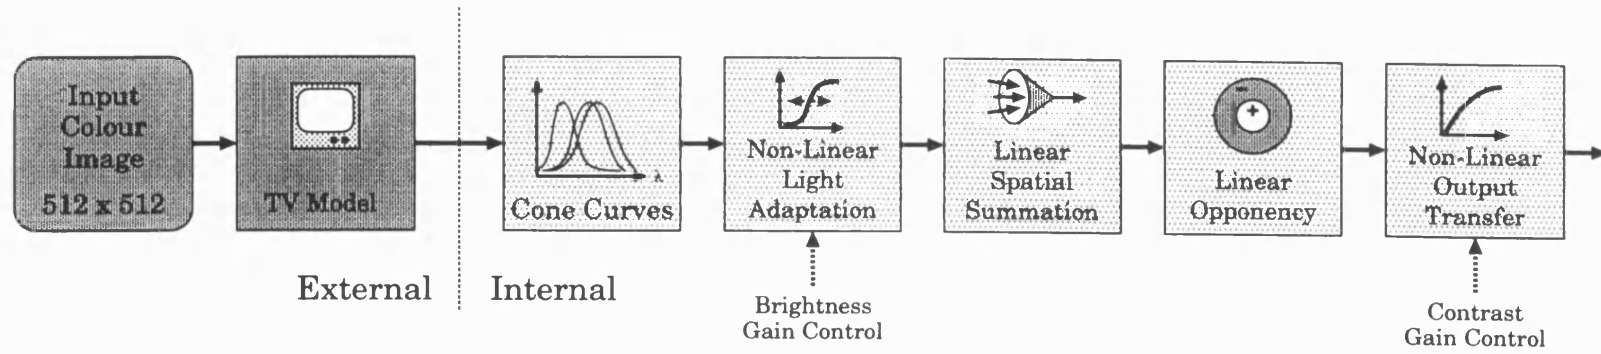 Input
Colour
Image
512 x 512
TV Model
λ
Cone Curves
Non-Linear
Light
Adaptation
Linear
Spatial
Summation
-
+
Linear
Opponency
Non-Linear
Output
Transfer
External
Internal
Brightness
Gain Control
Contrast
Gain Control